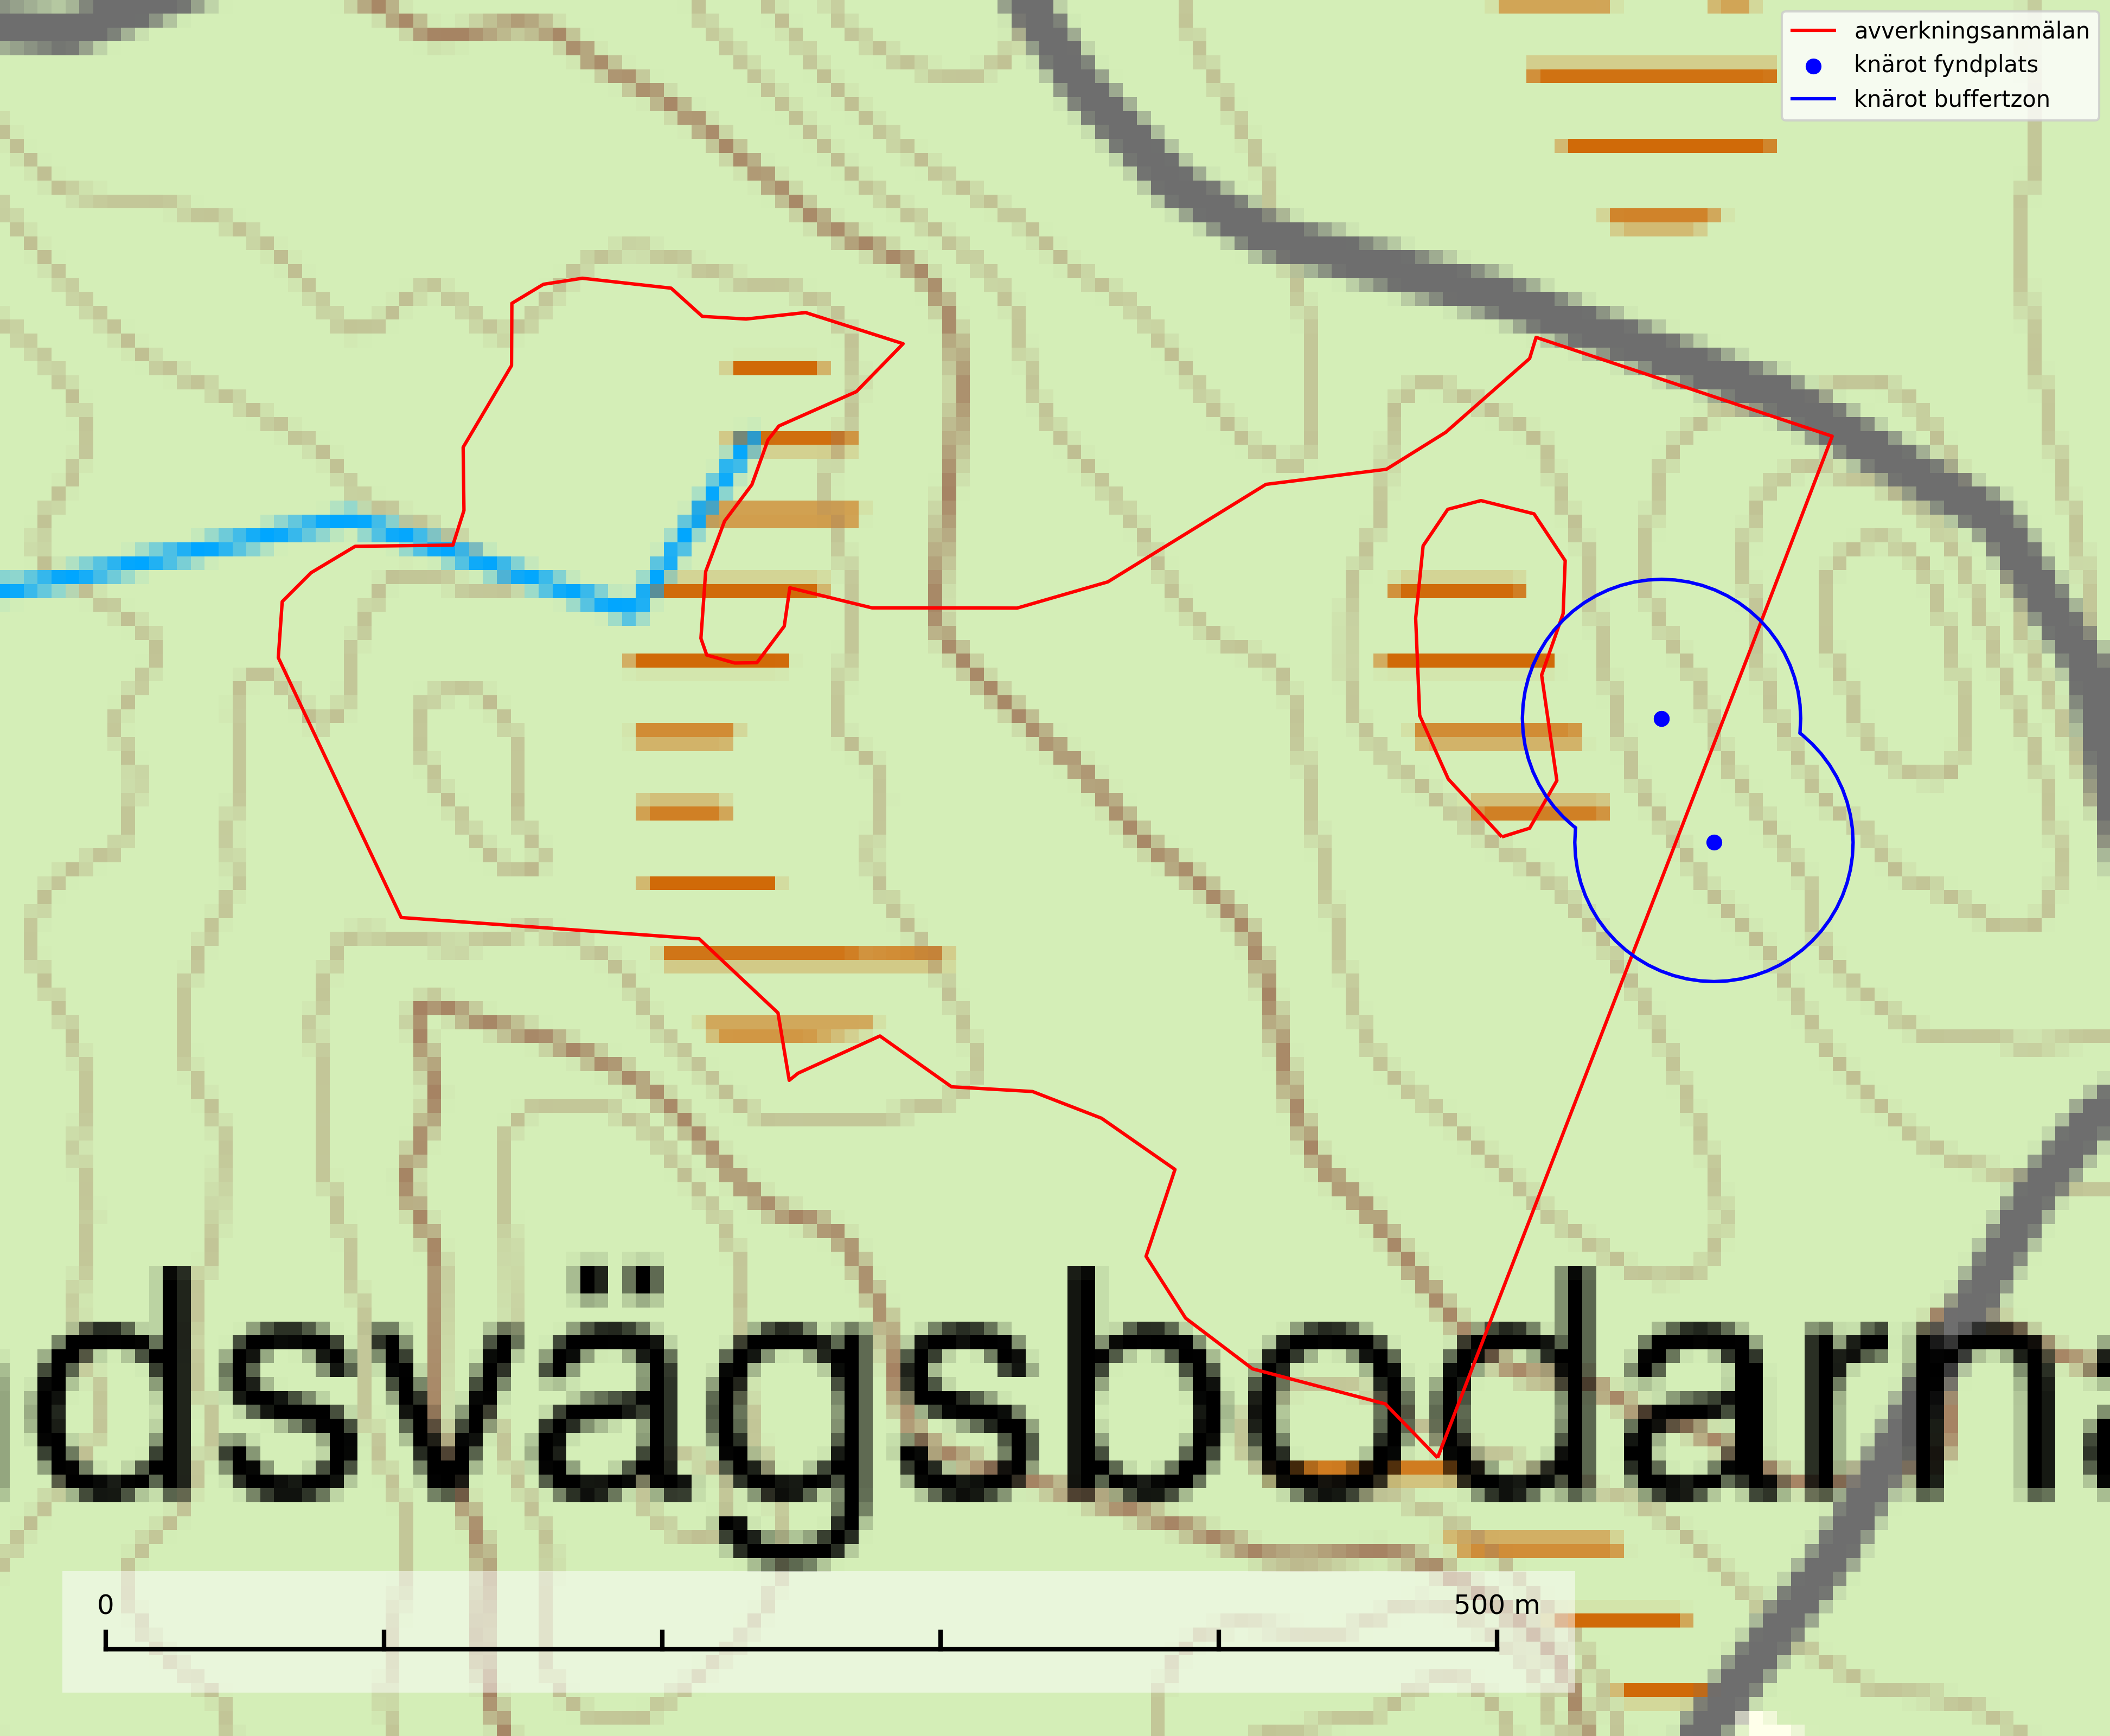 avverkningsanmälan
knärot fyndplats
knärot buffertzon
dsvägsbodarna
0
500 m